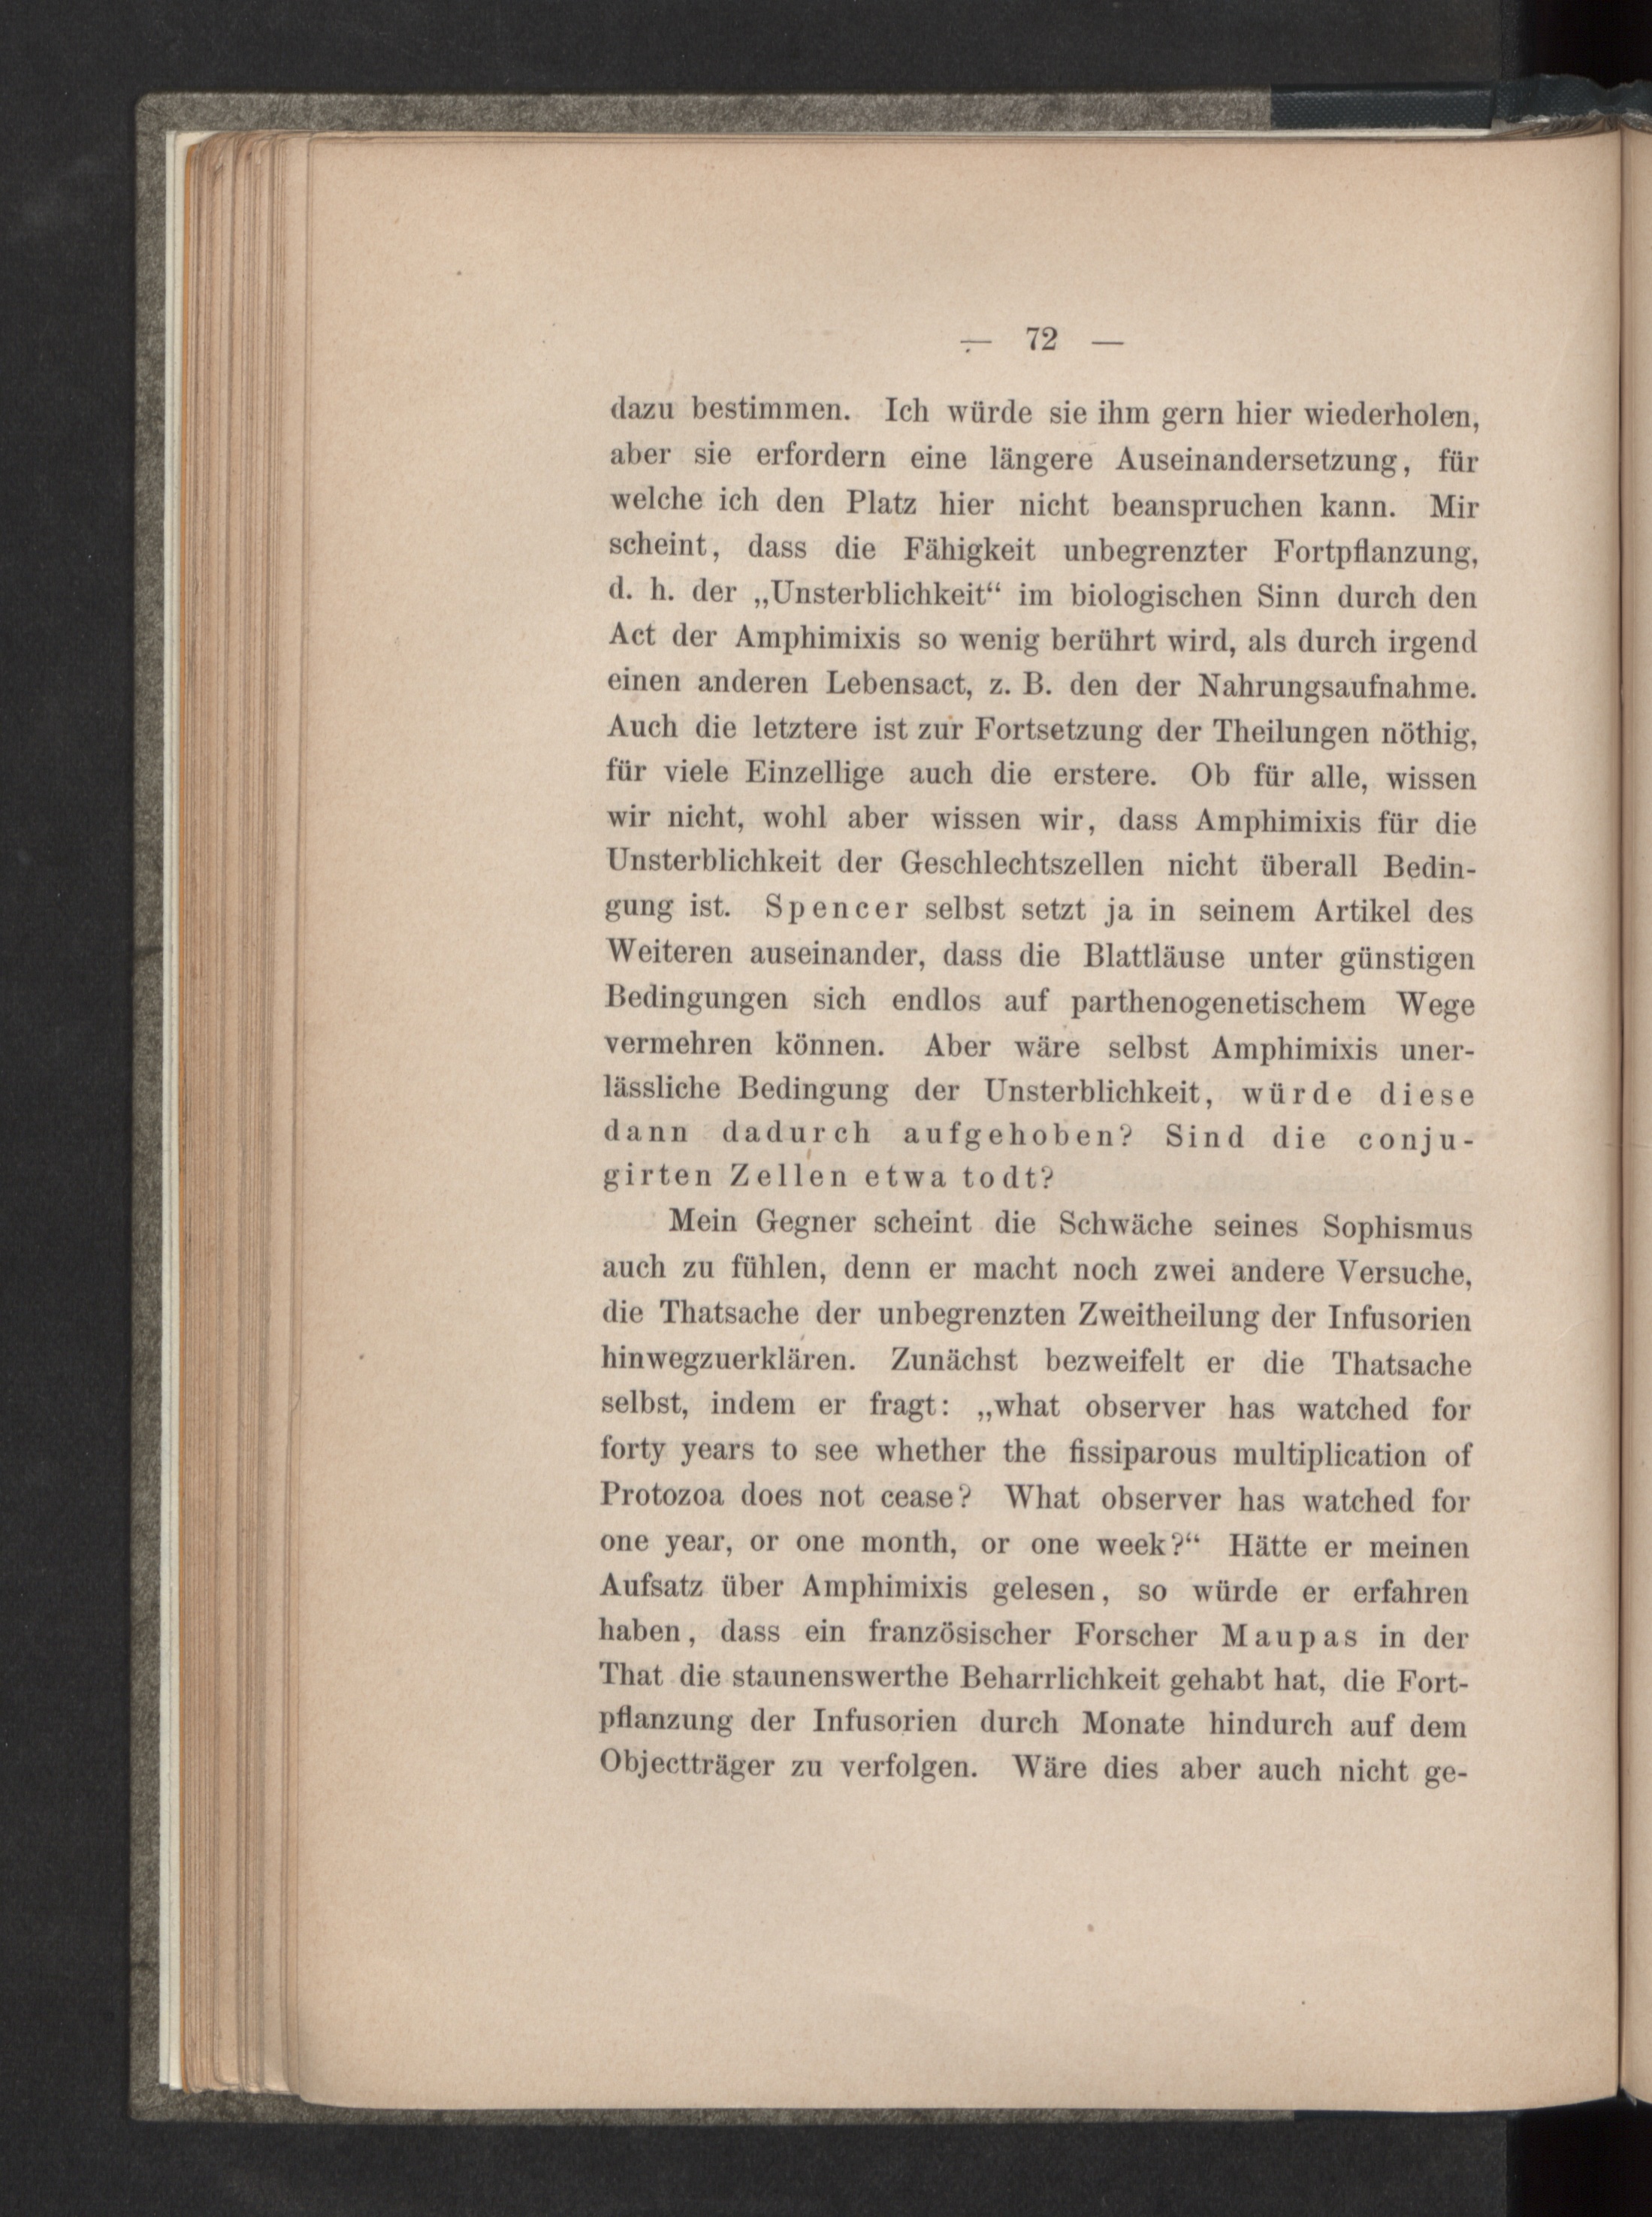 — 72 —
dazu bestimmen. Ich würde sie ihm gern hier wiederholen,
aber sie erfordern eine längere Auseinandersetzung, für
welche ich den Platz hier nicht beanspruchen kann. Mir
scheint, dass die Fähigkeit unbegrenzter Fortpflanzung,
d. h. der „Unsterblichkeit“ im biologischen Sinn durch den
Act der Amphimixis so wenig berührt wird, als durch irgend
einen anderen Lebensact, z. B. den der Nahrungsaufnahme.
Auch die letztere ist zur Fortsetzung der Theilungen nöthig,
für viele Einzellige auch die erstere. Ob für alle, wissen
wir nicht, wohl aber wissen wir, dass Amphimixis für die
Unsterblichkeit der Geschlechtszellen nicht überall Bedin-
gung ist. Spencer selbst setzt ja in seinem Artikel des
Weiteren auseinander, dass die Blattläuse unter günstigen
Bedingungen sich endlos auf parthenogenetischem Wege
vermehren können. Aber wäre selbst Amphimixis uner-
lässliche Bedingung der Unsterblichkeit, würde diese
dann dadurch aufgehoben? Sind die conju-
girten Zellen etwa todt?
Mein Gegner scheint die Schwäche seines Sophismus
auch zu fühlen, denn er macht noch zwei andere Versuche,
die Thatsache der unbegrenzten Zweitheilung der Infusorien
hinwegzuerklären. Zunächst bezweifelt er die Thatsache
selbst, indem er fragt: „what observer has watched for
forty years to see whether the fissiparous multiplication of
Protozoa does not cease? What observer has watched for
one year, or one month, or one week?“ Hätte er meinen
Aufsatz über Amphimixis gelesen, so würde er erfahren
haben, dass ein französischer Forscher Maupas in der
That die staunenswerthe Beharrlichkeit gehabt hat, die Fort-
pflanzung der Infusorien durch Monate hindurch auf dem
Objectträger zu verfolgen. Wäre dies aber auch nicht ge-